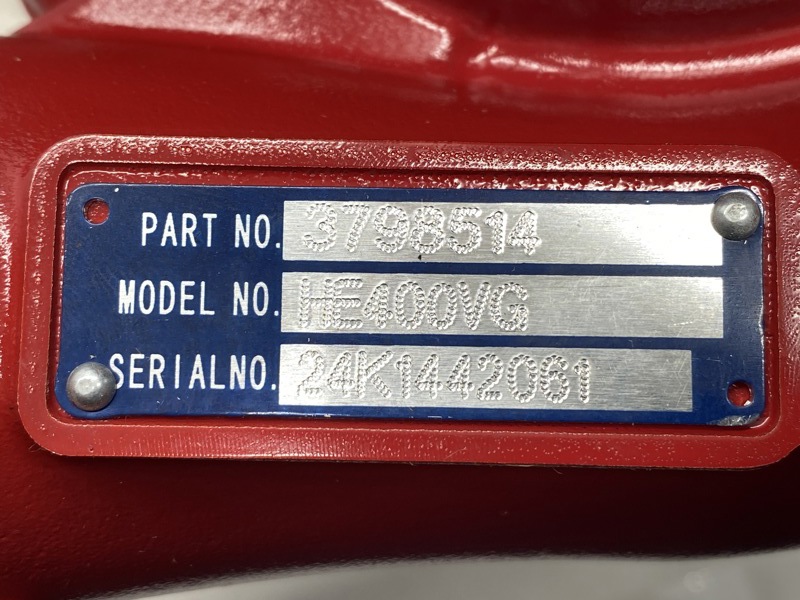 PART NO. 3798514
MODEL NO. HE400VG
SERIALNO. 24K1442061